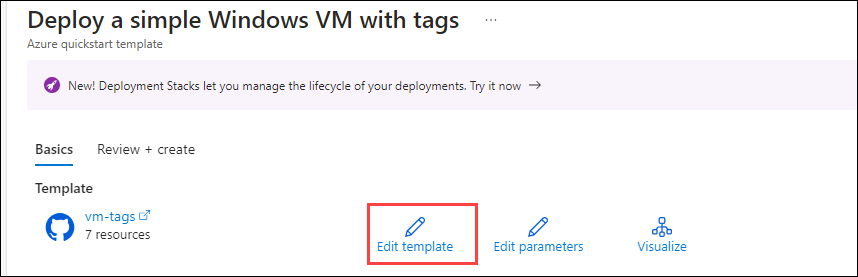 Deploy a simple Windows VM with tags ...
Azure quickstart template
New! Deployment Stacks let you manage the lifecycle of your deployments. Try it now →
Basics Review + create
Template
vm-tags
7 resources
Edit template Edit parameters Visualize